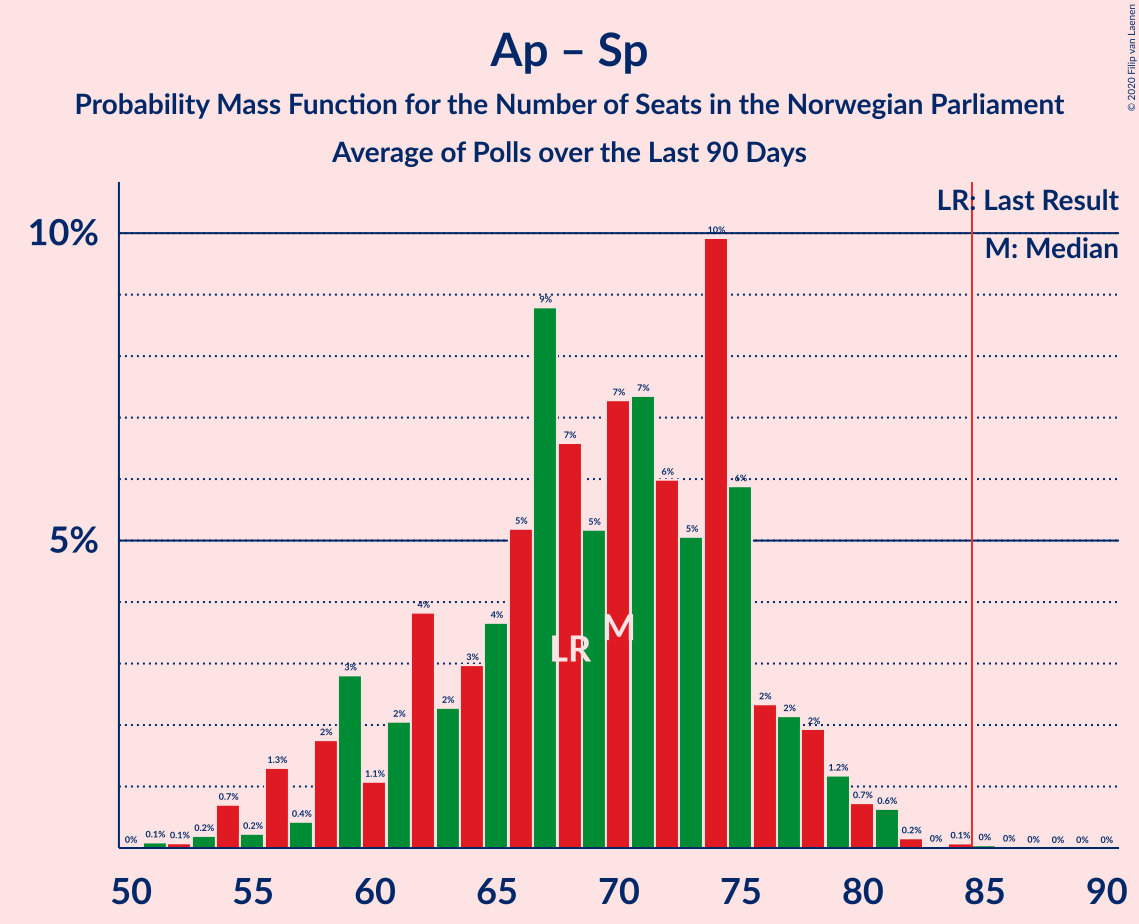 Ap – Sp
Probability Mass Function for the Number of Seats in the Norwegian Parliament
Average of Polls over the Last 90 Days
© 2020 Filip van Laenen
LR: Last Result
M: Median
10%
5%
0% 0.1% 0.1% 0.2% 0.7% 0.2% 1.3% 0.4% 2% 3% 1.1% 2% 4% 2% 3% 4% 5% 9% 7% 5% 7% 7% 6% 5% 10% 6% 2% 2% 2% 1.2% 0.7% 0.6% 0.2% 0% 0.1% 0% 0% 0% 0% 0% 0%
LR
M
50 55 60 65 70 75 80 85 90